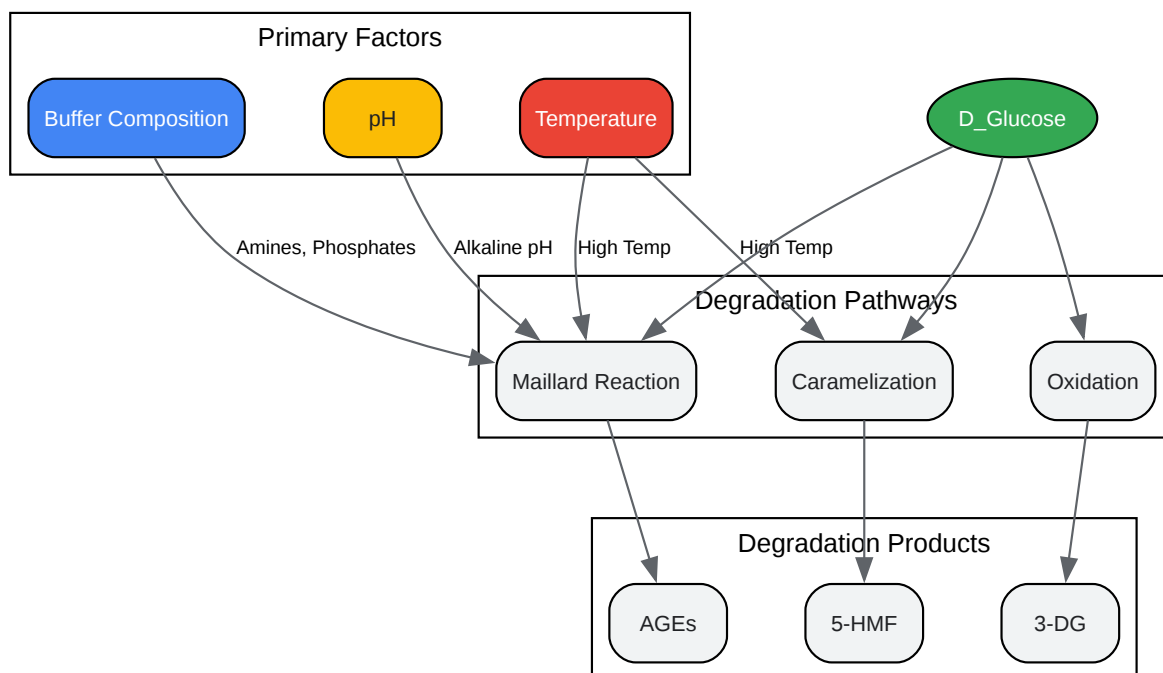 Primary Factors
Buffer Composition
pH
Temperature
D_Glucose
Amines, Phosphates
Alkaline pH
High Temp
High Temp
Degradation Pathways
Maillard Reaction
Caramelization
Oxidation
Degradation Products
AGEs
5-HMF
3-DG